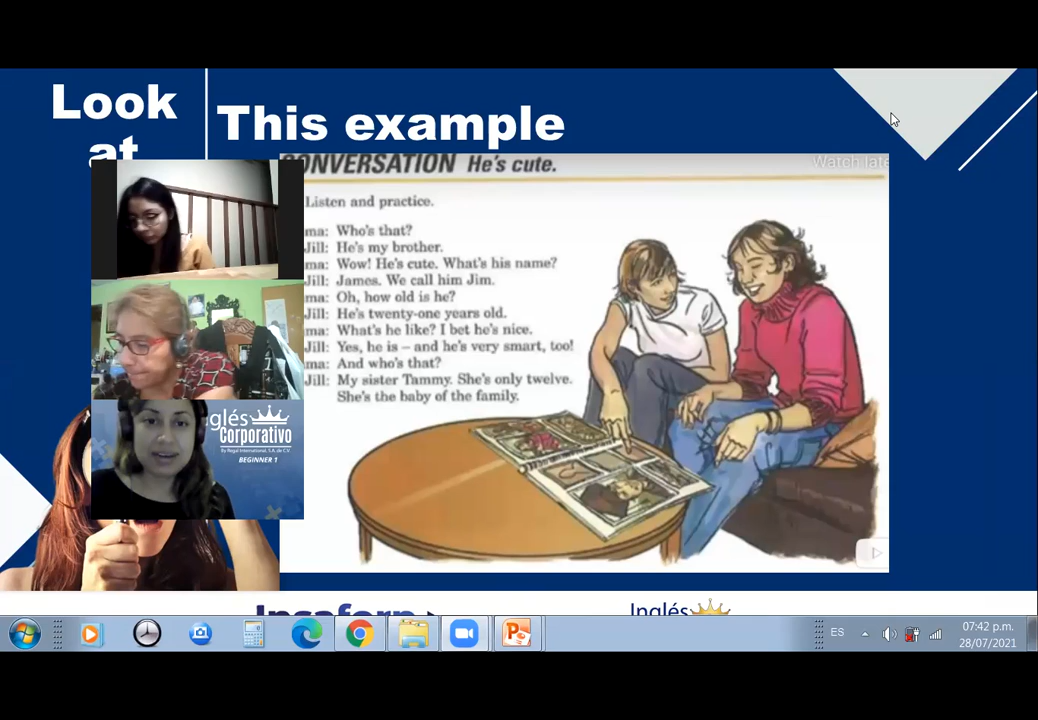 Look
at
This example
CONVERSATION He's cute.
Watch late
Listen and practice.
ma: Who's that?
Jill: He's my brother.
ma: Wow! He's cute. What's his name?
Jill: James. We call him Jim.
ma: Oh, how old is he?
Jill: He's twenty-one years old.
ma: What's he like? I bet he's nice.
Jill: Yes, he is – and he's very smart, too!
ma: And who's that?
Jill: My sister Tammy. She's only twelve.
She's the baby of the family.
glés
Corporativo
By Regal International, S.A. de C.V.
BEGINNER 1
Insaforp
Inglés
ES
07:42 p.m.
28/07/2021